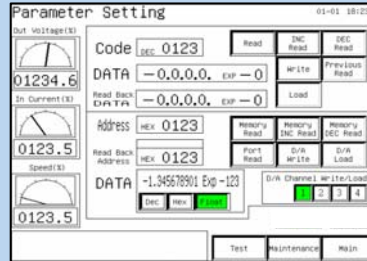 Parameter Setting 01-01 18:23
Out Voltage(%)
01234.6
In Current(%)
0123.5
Speed(%)
0123.5
Code DEC 0123
Read
INC Read
DEC Read
DATA -0.0.0.0. EXP -0
Write
Previous Read
Read Back DATA -0.0.0.0. EXP -0
Load
Address HEX 0123
Memory Read
Memory INC Read
Memory DEC Read
Read Back Address HEX 0123
Port Read
D/A Write
D/A Load
DATA -1.345678901 Exp -123
Dec Hex Float
D/A Channel Write/Load
1 2 3 4
Test Maintenance Main